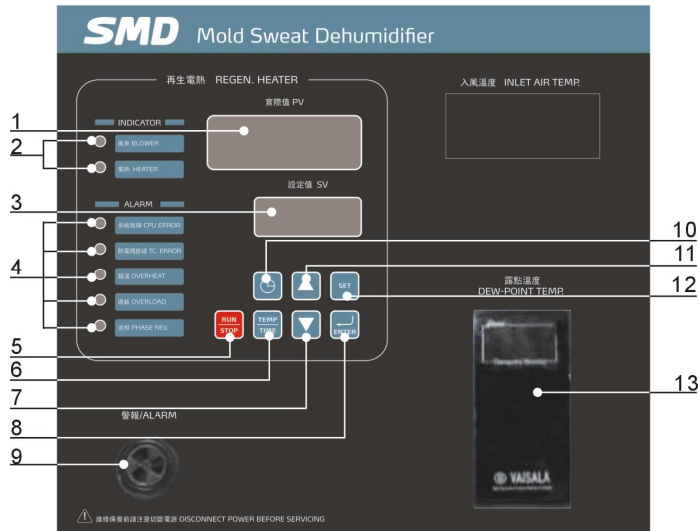 SMD Mold Sweat Dehumidifier
再生電熱 REGEN. HEATER
入風溫度 INLET AIR TEMP.
實際值 PV
1
INDICATOR
2
風車 BLOWER
電熱 HEATER
設定值 SV
3
ALARM
系統故障 CPU ERROR
熱電偶斷線 TC. ERROR
4
超溫 OVERHEAT
過載 OVERLOAD
逆相 PHASE REV.
10
11
12
SET
露點溫度
DEW-POINT TEMP.
RUN
STOP
TEMP
TIME
ENTER
5
6
7
8
13
警報/ALARM
9
VAISALA
維修保養前請注意切斷電源 DISCONNECT POWER BEFORE SERVICING